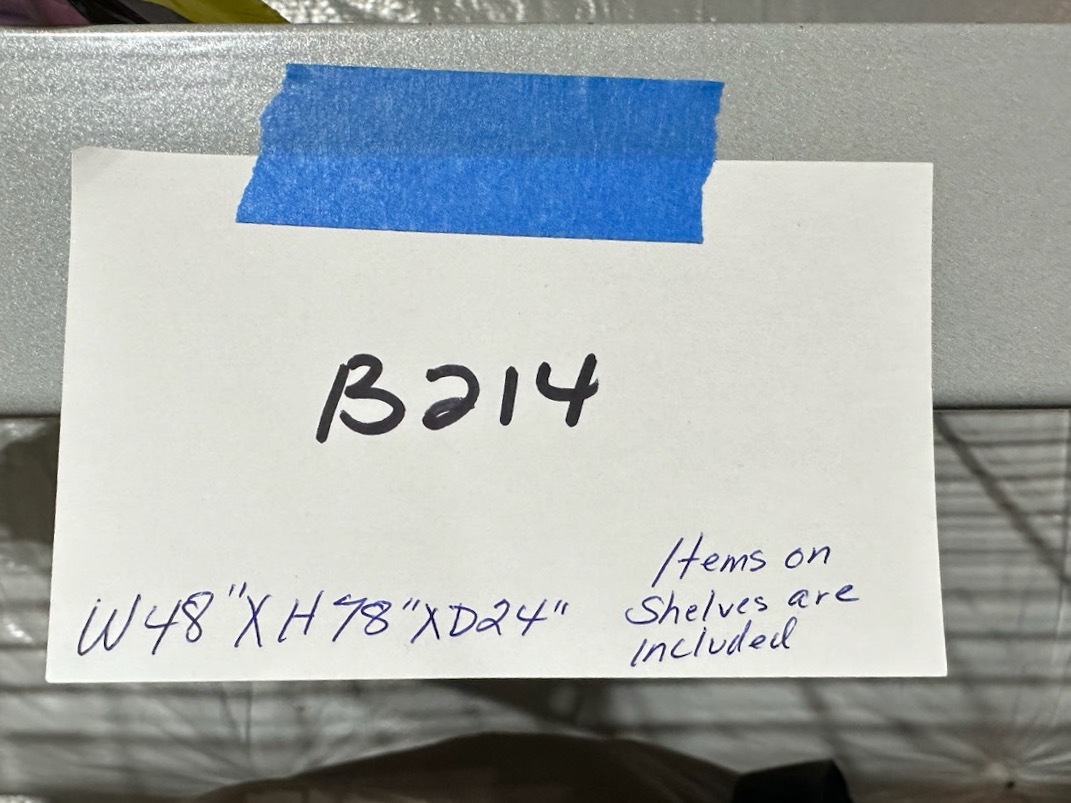 B214
W48"XH78"XD24"
Items on
Shelves are
included